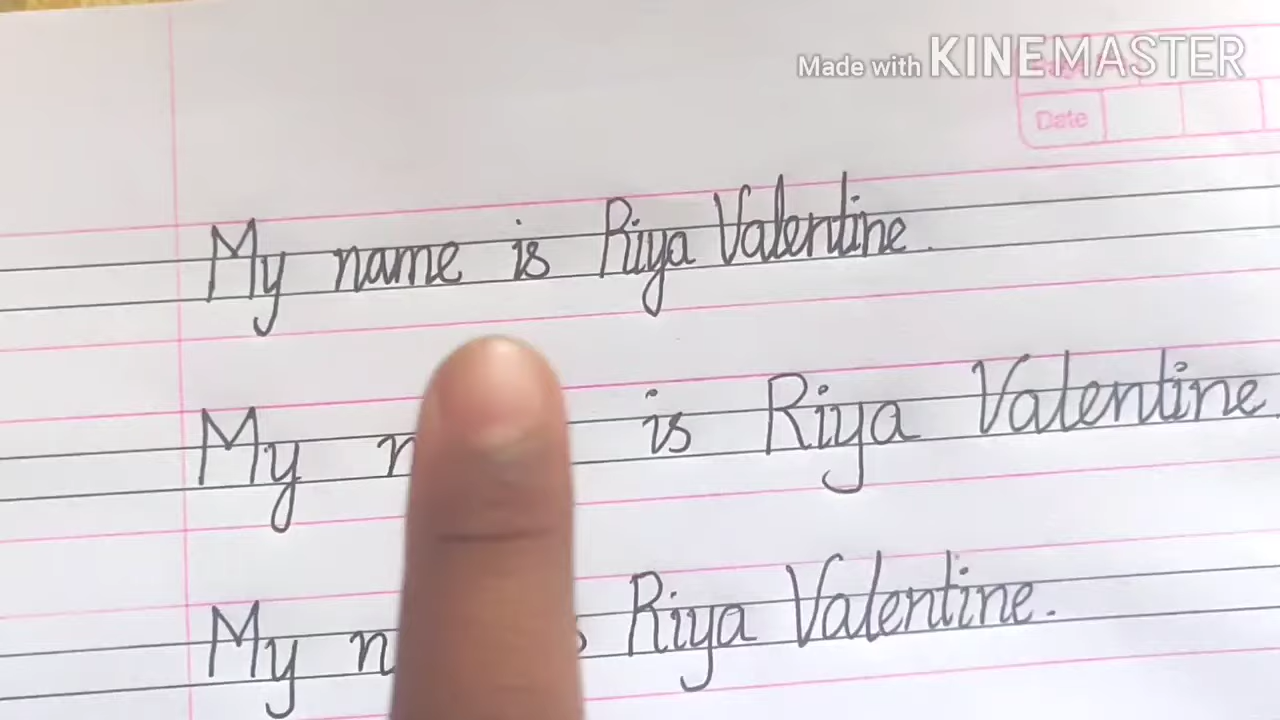 Made with KINEMASTER
Date
My name is Riya Valentine.
My n is Riya Valentine
My n Riya Valentine.